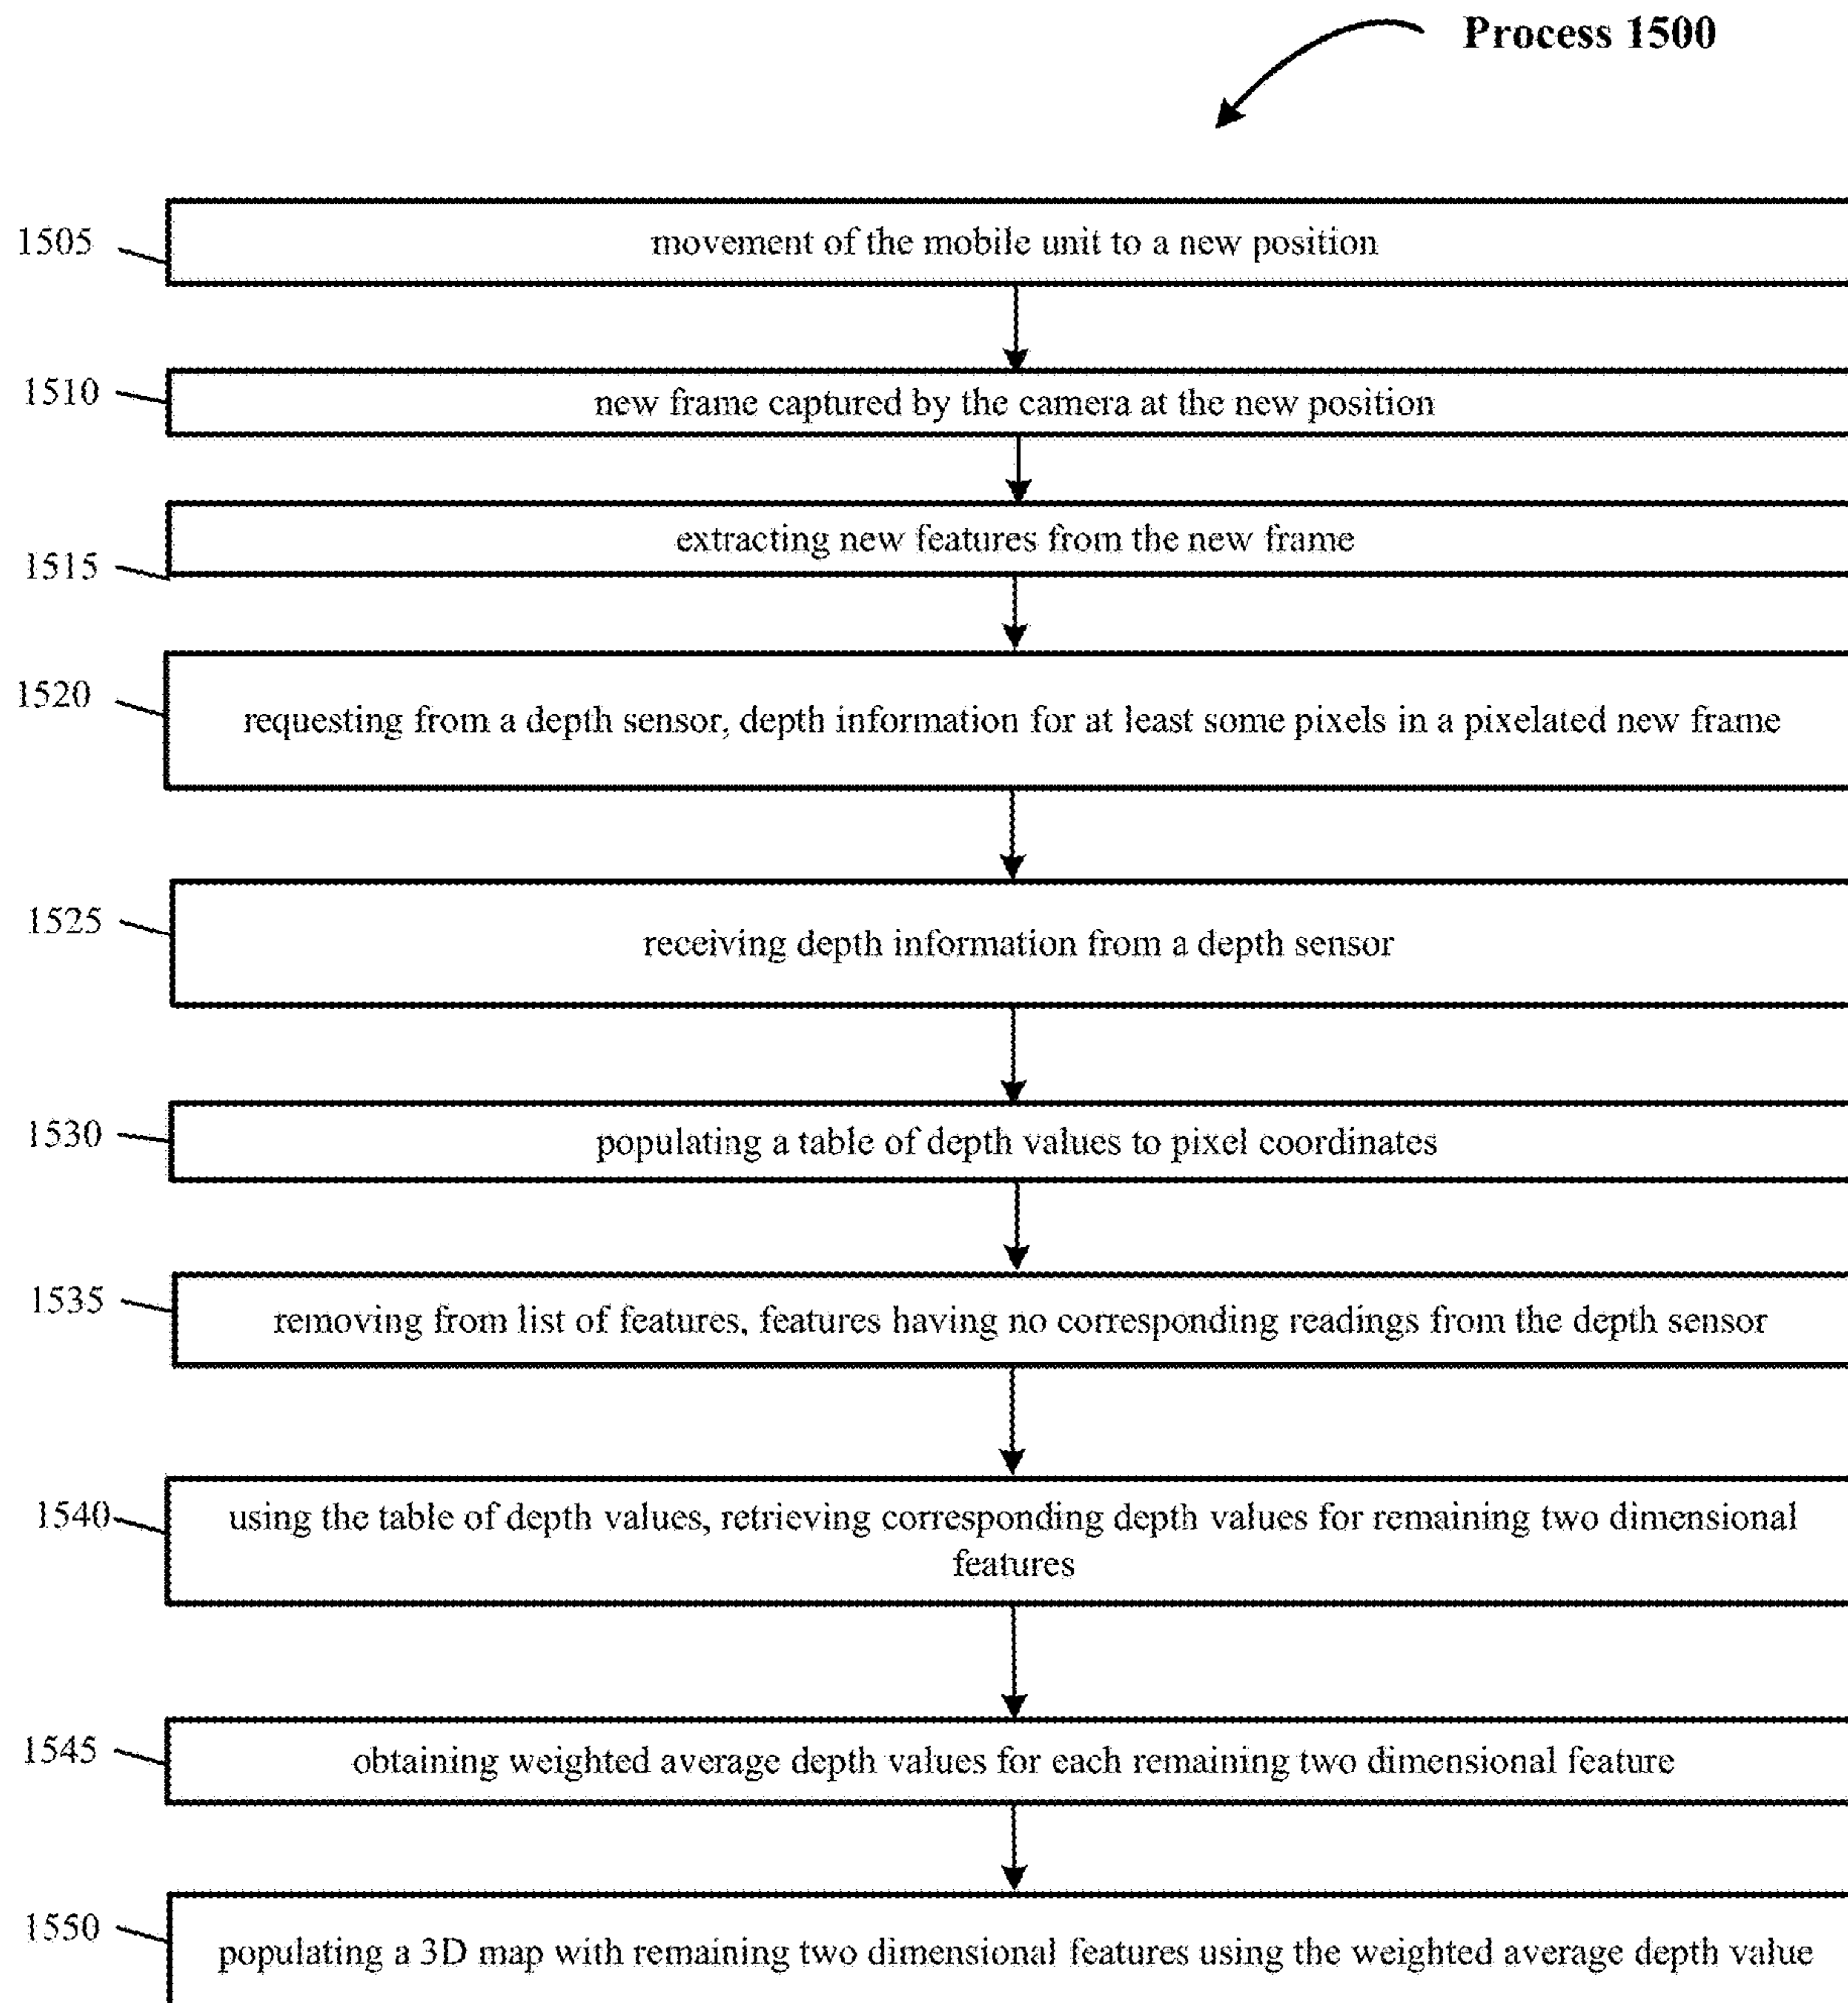 Process 1500
1505
movement of the mobile unit to a new position
1510
new frame captured by the camera at the new position
1515
extracting new features from the new frame
1520
requesting from a depth sensor, depth information for at least some pixels in a pixelated new frame
1525
receiving depth information from a depth sensor
1530
populating a table of depth values to pixel coordinates
1535
removing from list of features, features having no corresponding readings from the depth sensor
1540
using the table of depth values, retrieving corresponding depth values for remaining two dimensional
features
1545
obtaining weighted average depth values for each remaining two dimensional feature
1550
populating a 3D map with remaining two dimensional features using the weighted average depth value